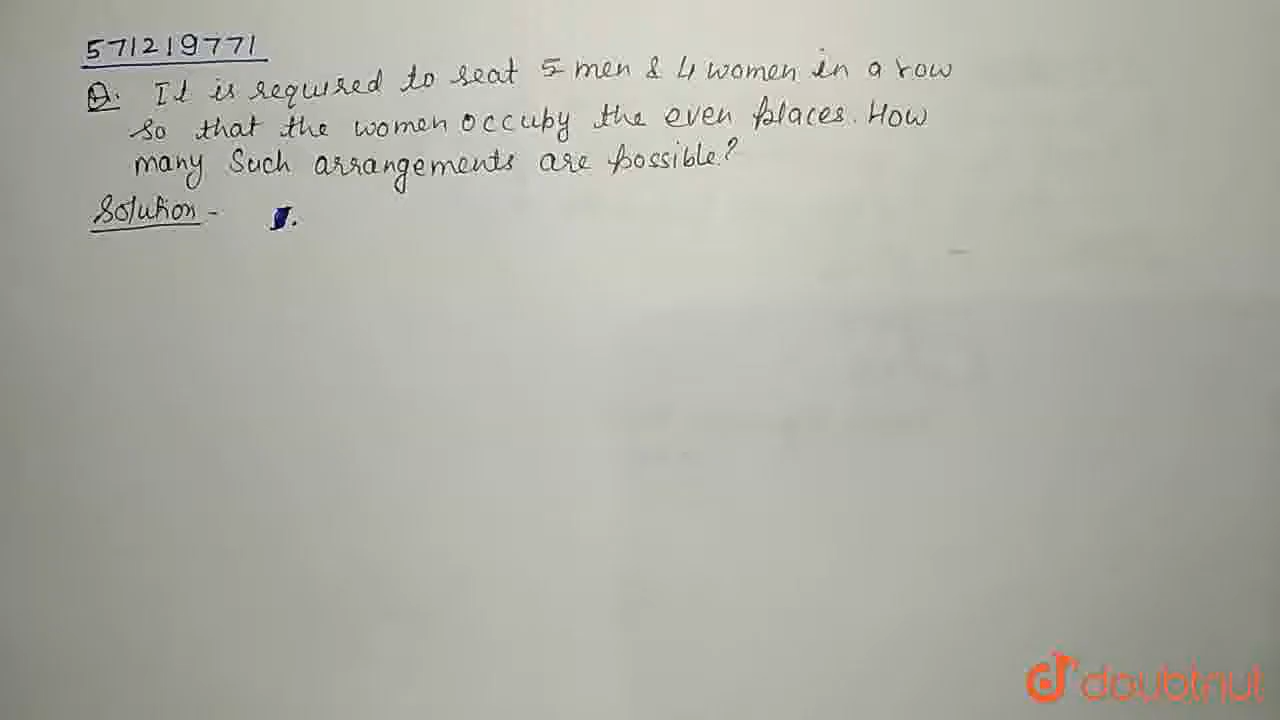 571219771
Q. It is required to seat 5 men & 4 women in a row
so that the women occupy the even places. How
many such arrangements are possible?
Solution -
doubtnut